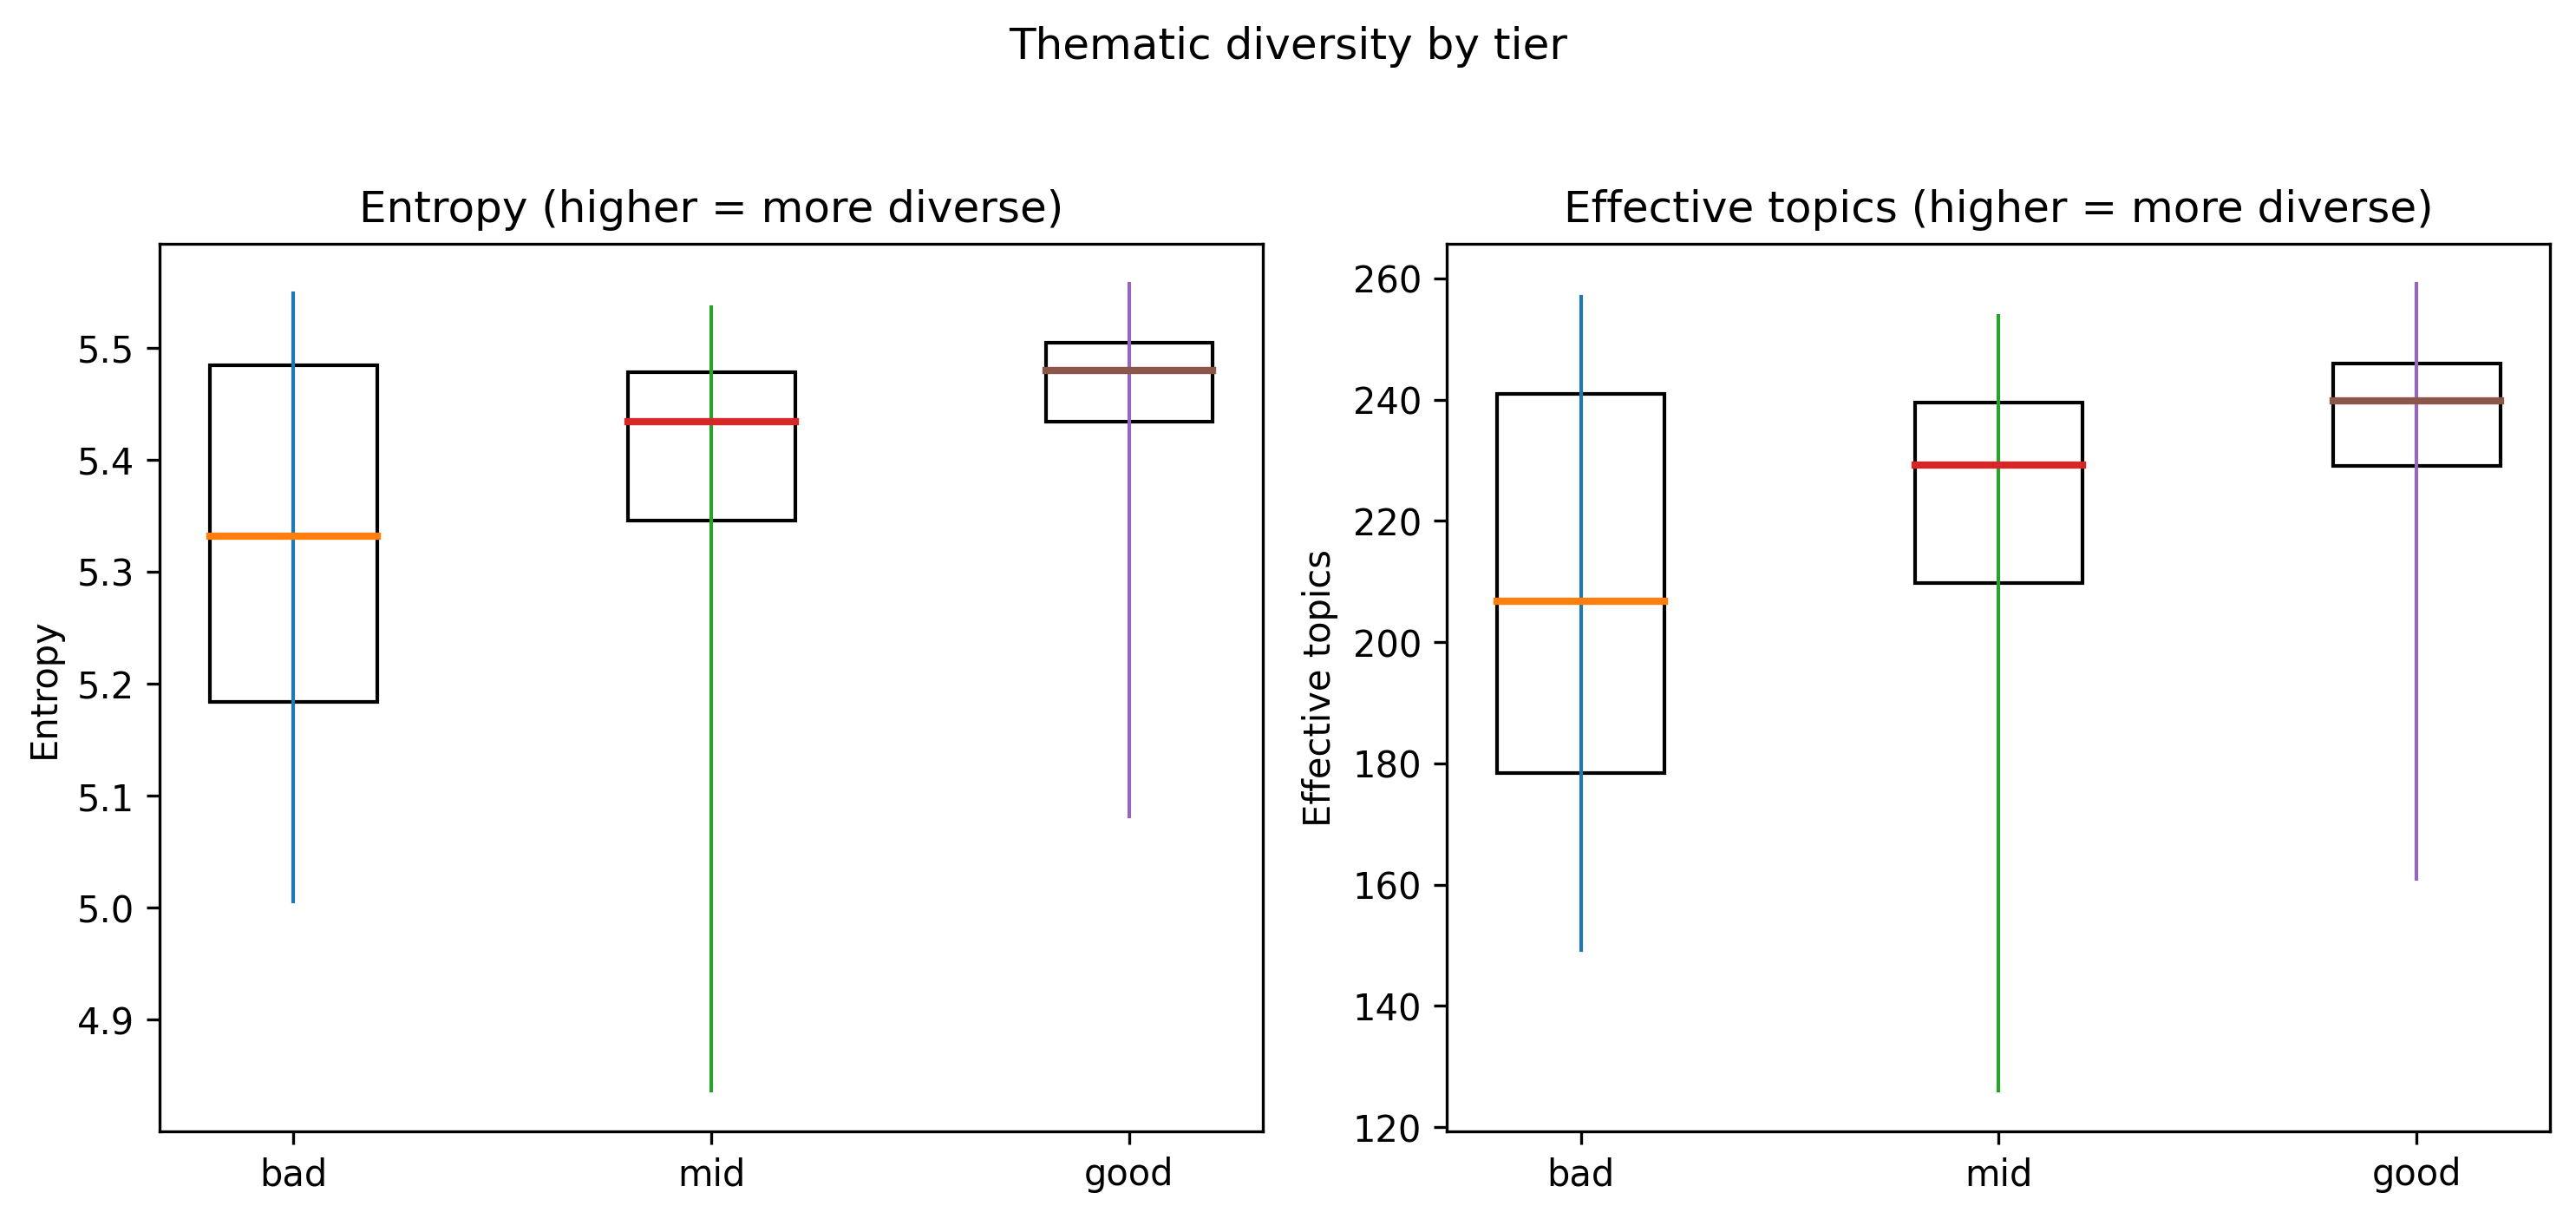 Thematic diversity by tier
Entropy (higher = more diverse)
Entropy
5.5
5.4
5.3
5.2
5.1
5.0
4.9
bad
mid
good
Effective topics (higher = more diverse)
Effective topics
260
240
220
200
180
160
140
120
bad
mid
good